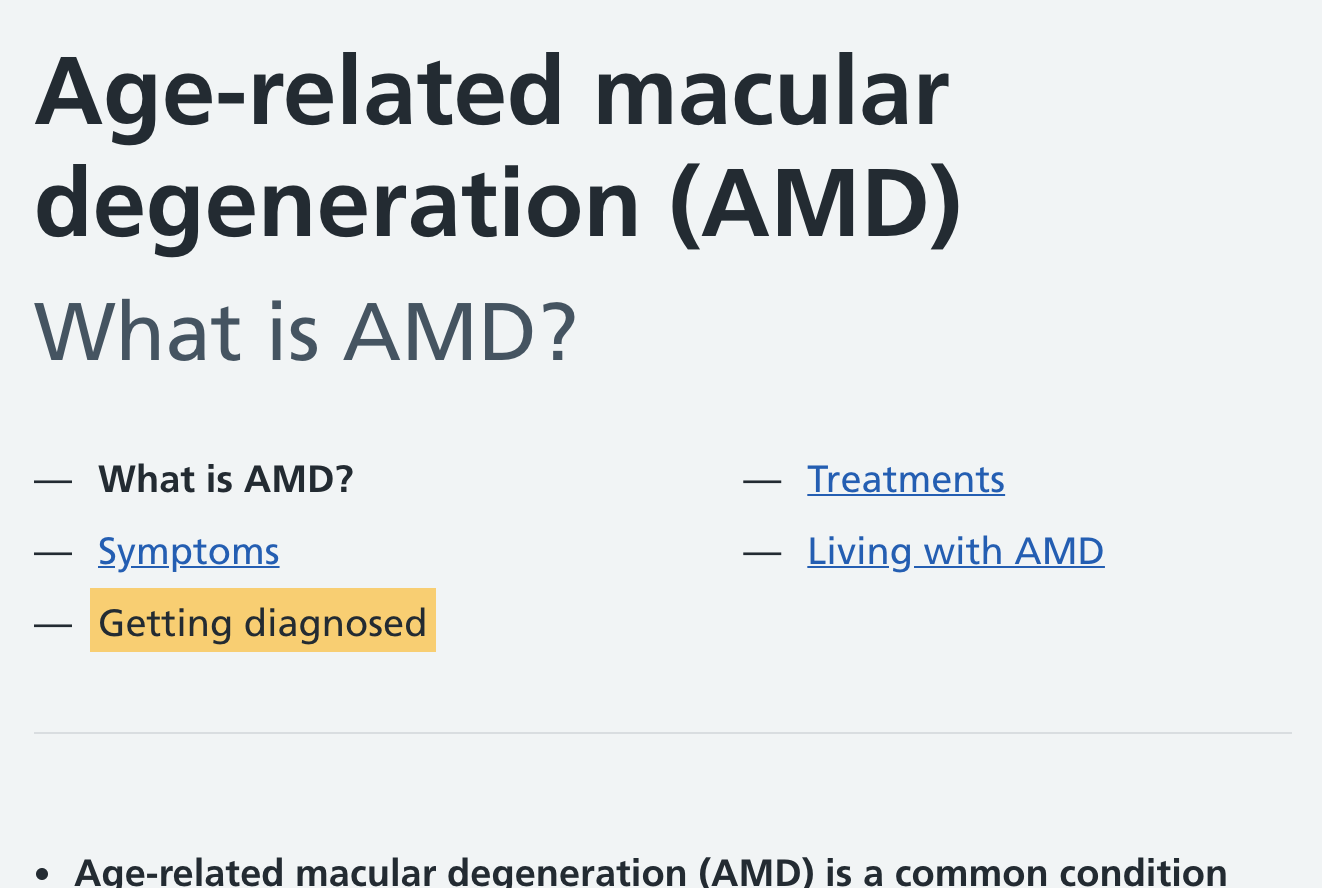 Age-related macular
degeneration (AMD)
What is AMD?
— What is AMD?
— Symptoms
— Getting diagnosed
— Treatments
— Living with AMD
• Age-related macular degeneration (AMD) is a common condition